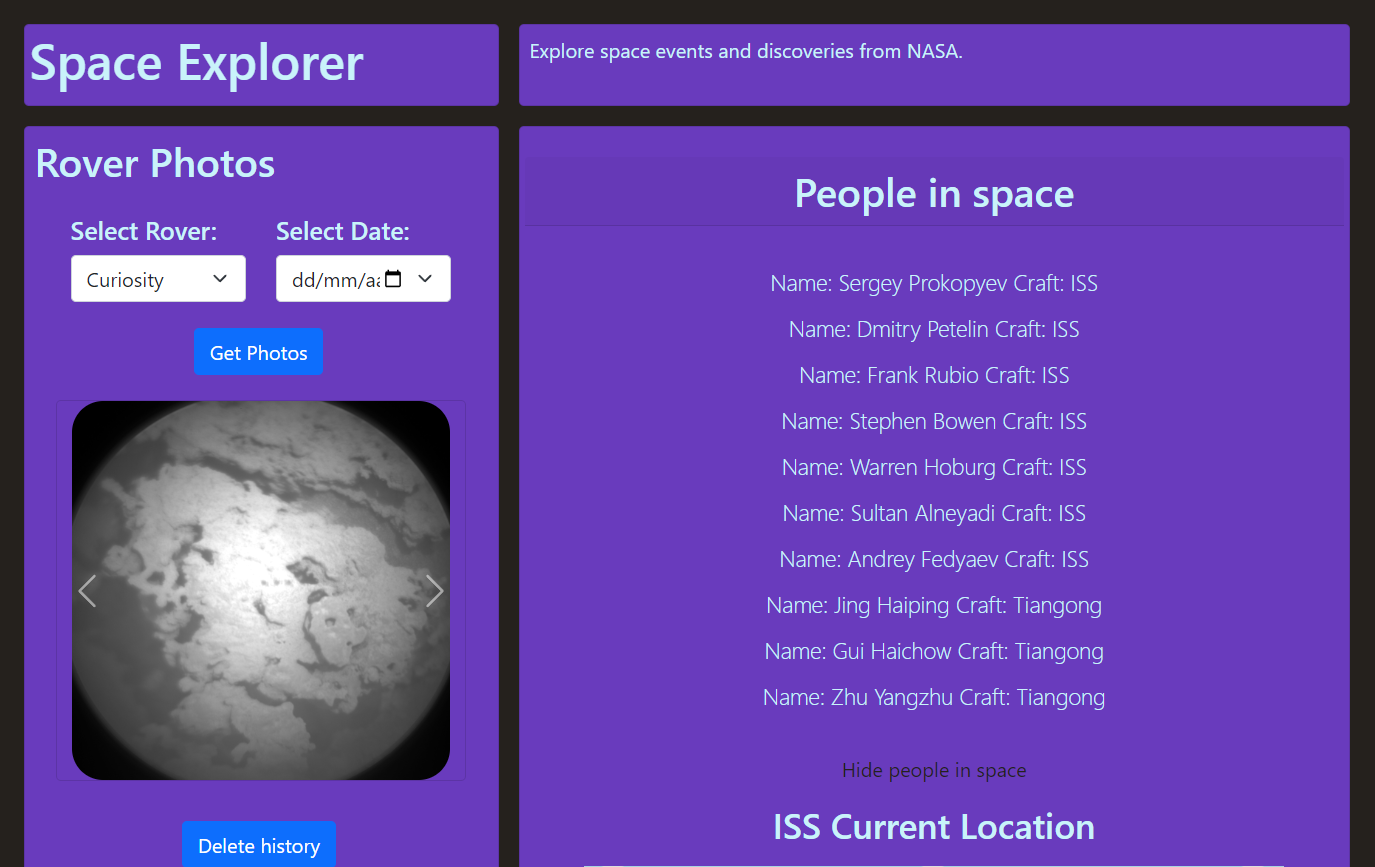 Space Explorer
Explore space events and discoveries from NASA.
Rover Photos
Select Rover:
Select Date:
Curiosity
dd/mm/aa
Get Photos
Delete history
People in space
Name: Sergey Prokopyev Craft: ISS
Name: Dmitry Petelin Craft: ISS
Name: Frank Rubio Craft: ISS
Name: Stephen Bowen Craft: ISS
Name: Warren Hoburg Craft: ISS
Name: Sultan Alneyadi Craft: ISS
Name: Andrey Fedyaev Craft: ISS
Name: Jing Haiping Craft: Tiangong
Name: Gui Haichow Craft: Tiangong
Name: Zhu Yangzhu Craft: Tiangong
Hide people in space
ISS Current Location